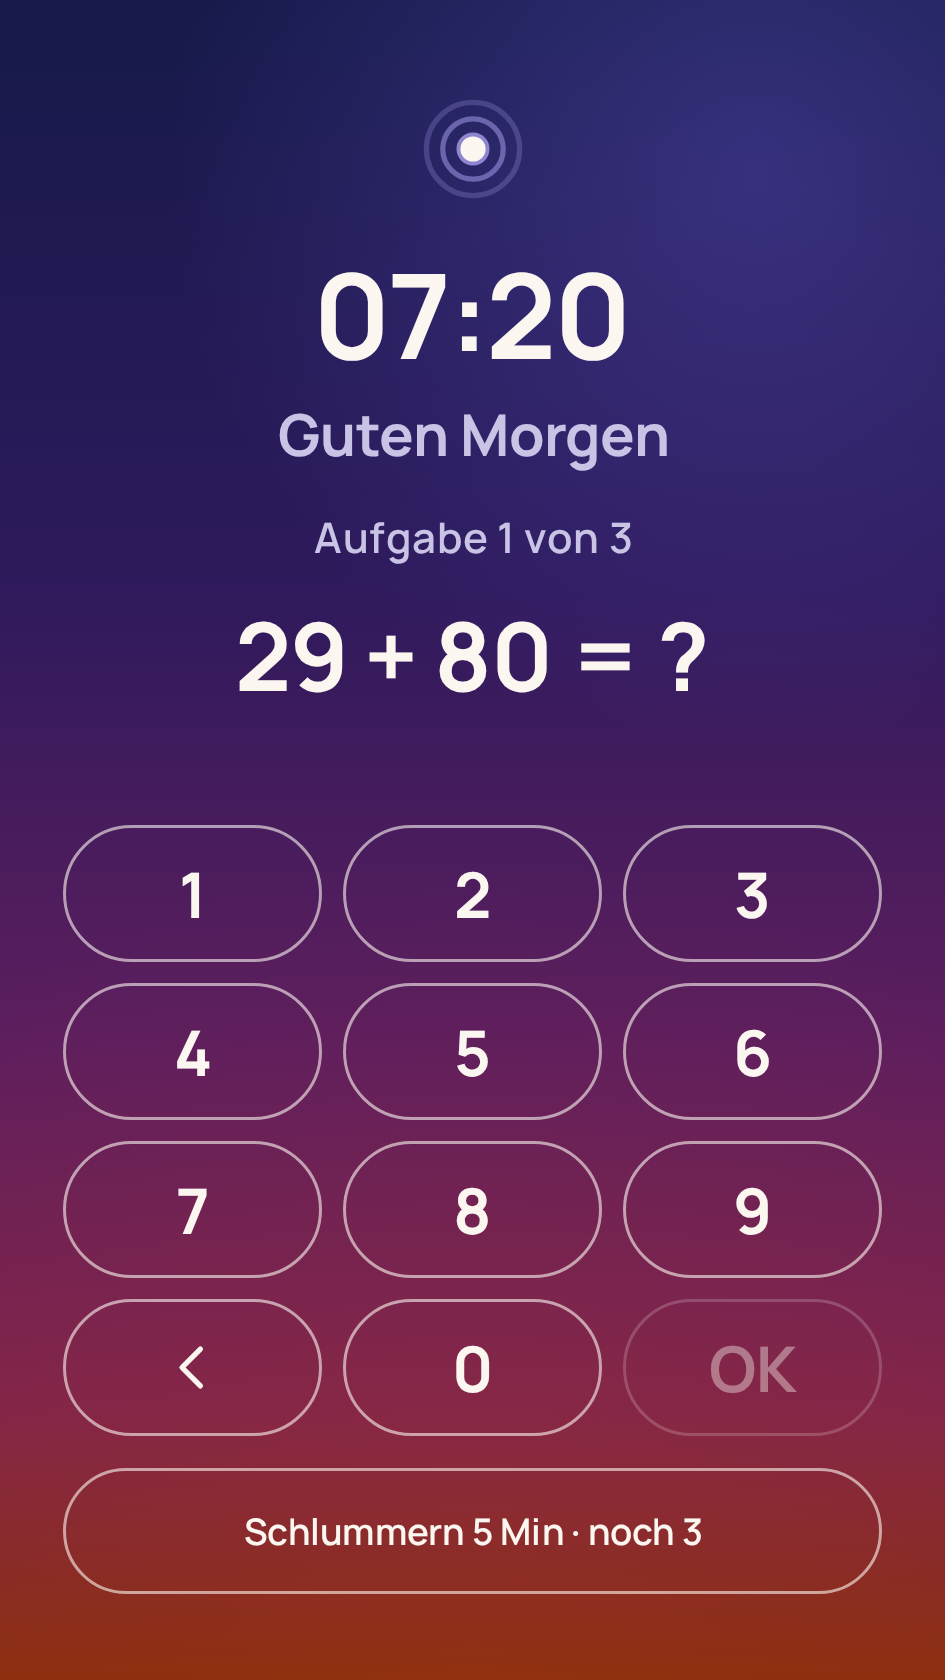 07:20
Guten Morgen
Aufgabe 1 von 3
29 + 80 = ?
1 2 3
4 5 6
7 8 9
0 OK
Schlummern 5 Min · noch 3